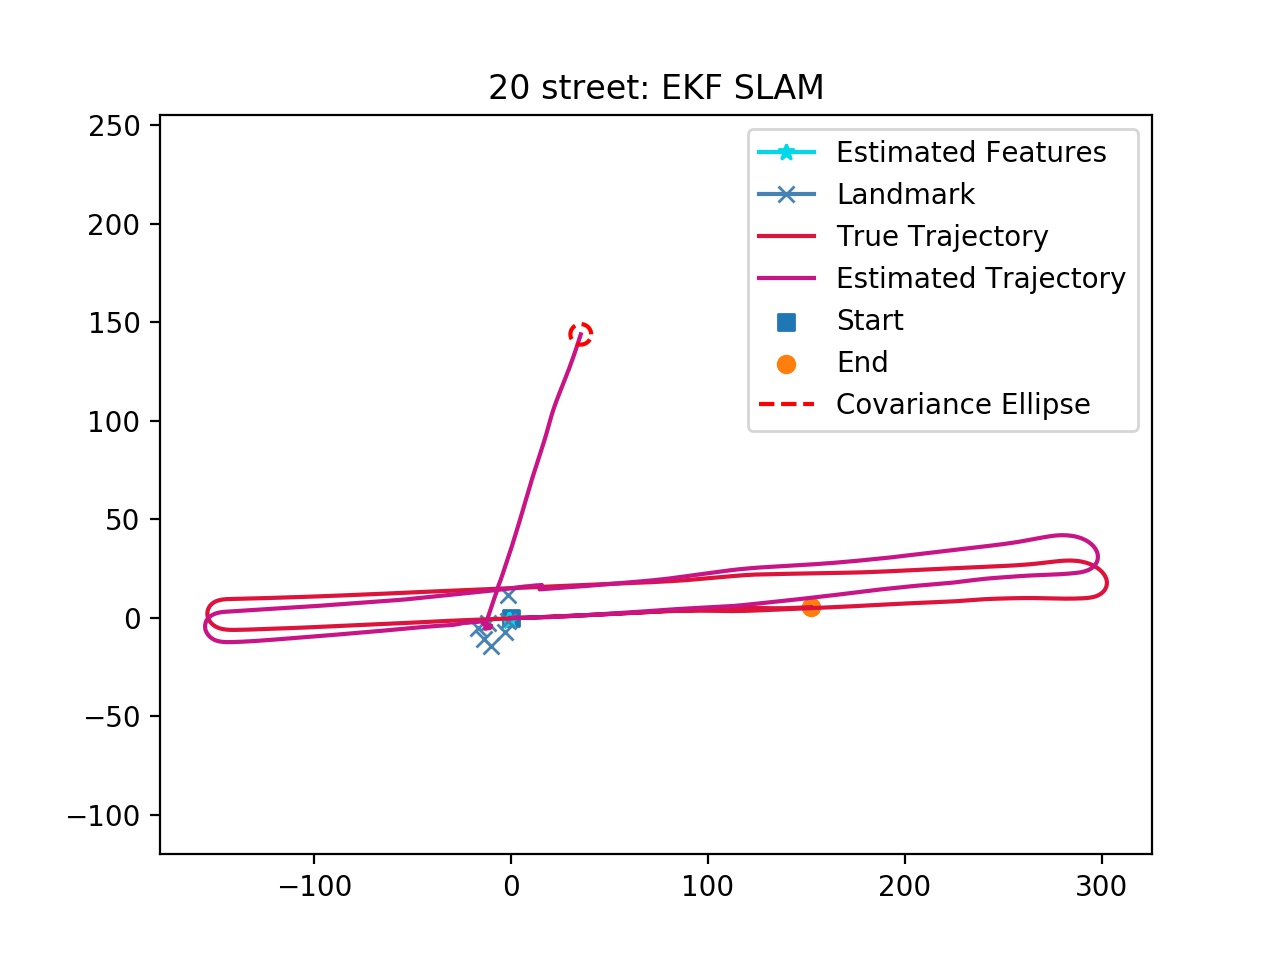 20 street: EKF SLAM
250
200
150
100
50
0
−50
−100
Estimated Features
Landmark
True Trajectory
Estimated Trajectory
Start
End
Covariance Ellipse
−100 0 100 200 300